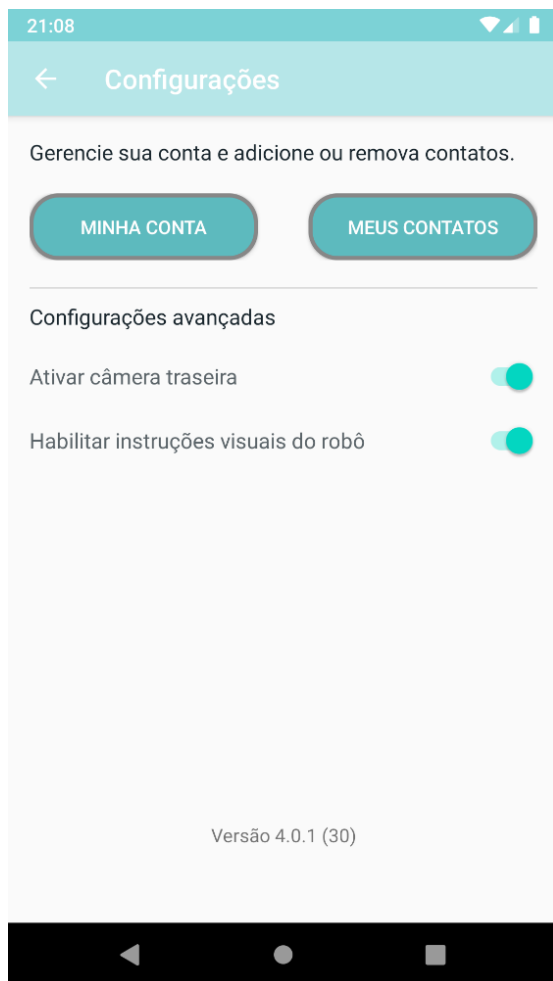 21:08
Configurações
Gerencie sua conta e adicione ou remova contatos.
MINHA CONTA
MEUS CONTATOS
Configurações avançadas
Ativar câmera traseira
Habilitar instruções visuais do robô
Versão 4.0.1 (30)